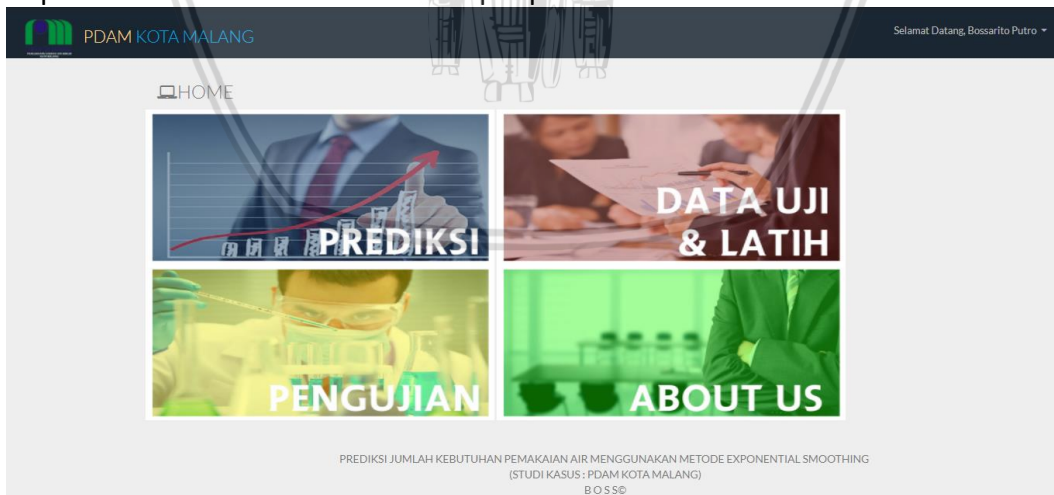 PDAM KOTA MALANG
Selamat Datang, Bossarito Putro
HOME
PREDIKSI
DATA UJI
& LATIH
PENGUJIAN
ABOUT US
PREDIKSI JUMLAH KEBUTUHAN PEMAKAIAN AIR MENGGUNAKAN METODE EXPONENTIAL SMOOTHING
(STUDI KASUS : PDAM KOTA MALANG)
B O S S©